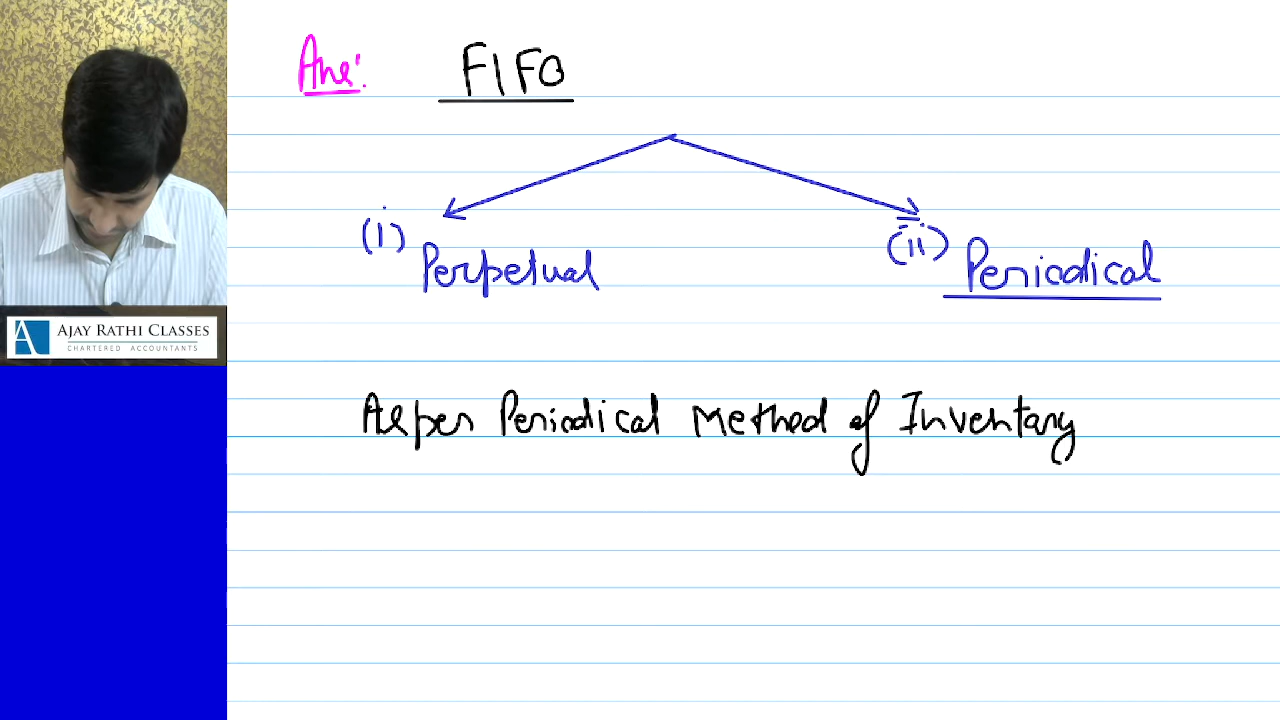 Ans:
FIFO
(i) Perpetual
(ii) Periodical
As per Periodical Method of Inventory
AJAY RATHI CLASSES
CHARTERED ACCOUNTANTS